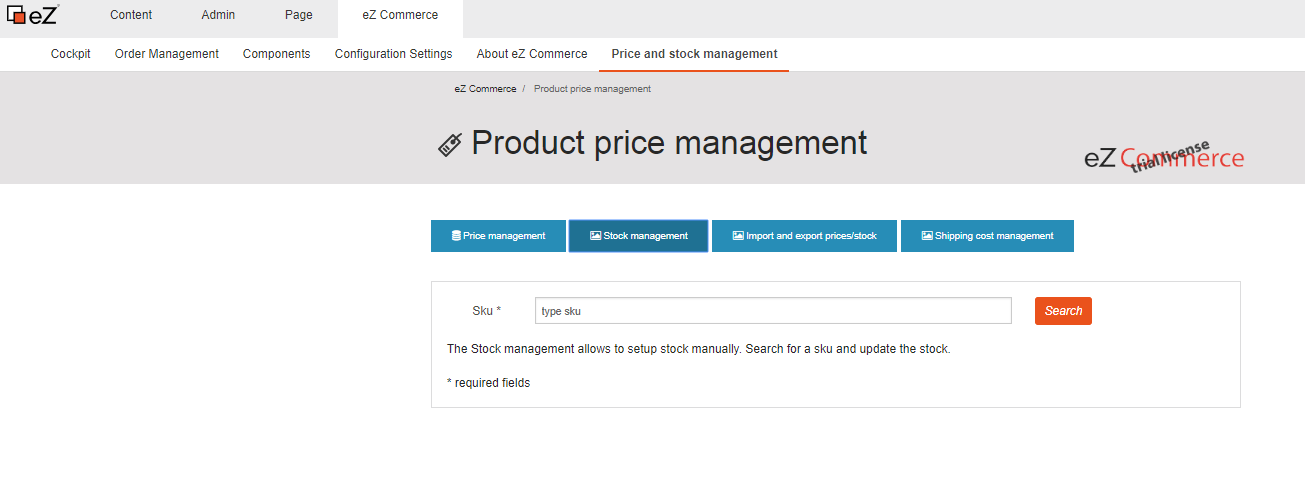 eZ Content Admin Page eZ Commerce
Cockpit Order Management Components Configuration Settings About eZ Commerce Price and stock management
eZ Commerce / Product price management
Product price management
eZ Commerce
trial license
Price management Stock management Import and export prices/stock Shipping cost management
Sku * type sku Search
The Stock management allows to setup stock manually. Search for a sku and update the stock.
* required fields